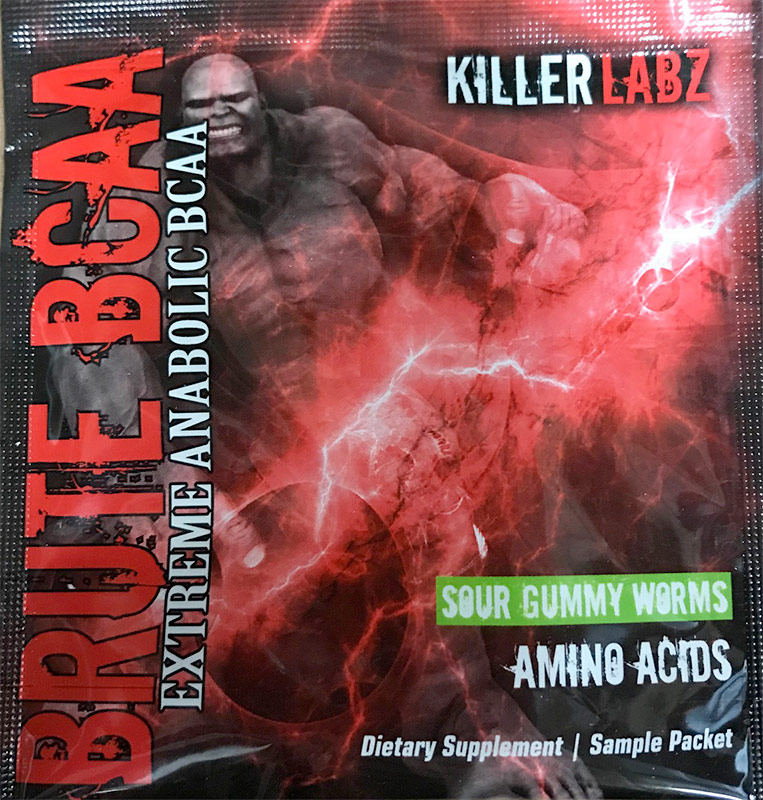 KILLER LABZ
BRUTE BCAA
EXTREME ANABOLIC BCAA
SOUR GUMMY WORMS
AMINO ACIDS
Dietary Supplement | Sample Packet